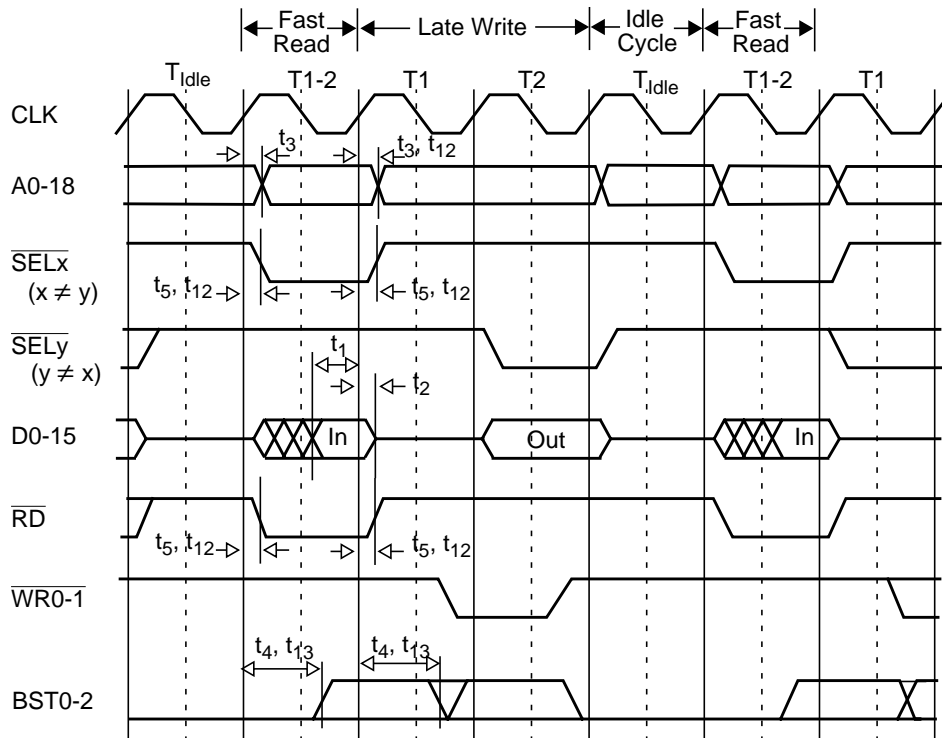 Fast Read
Late Write
Idle Cycle
Fast Read
T_Idle
T1-2
T1
T2
T_Idle
T1-2
T1
CLK
t3
t3, t12
A0-18
SELx
(x ≠ y)
t5, t12
t5, t12
SELy
(y ≠ x)
t1
t2
D0-15
In
Out
In
RD
t5, t12
t5, t12
WR0-1
t4, t13
t4, t13
BST0-2